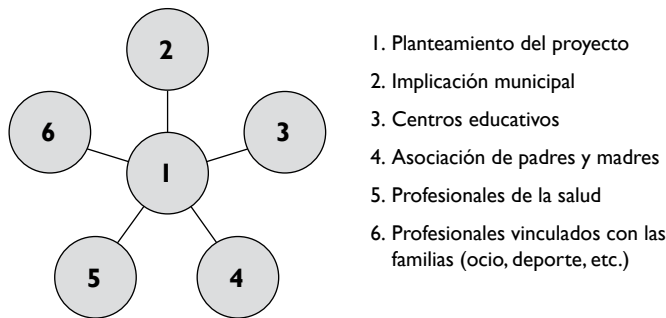 2
6
3
1
5
4
1. Planteamiento del proyecto
2. Implicación municipal
3. Centros educativos
4. Asociación de padres y madres
5. Profesionales de la salud
6. Profesionales vinculados con las
familias (ocio, deporte, etc.)